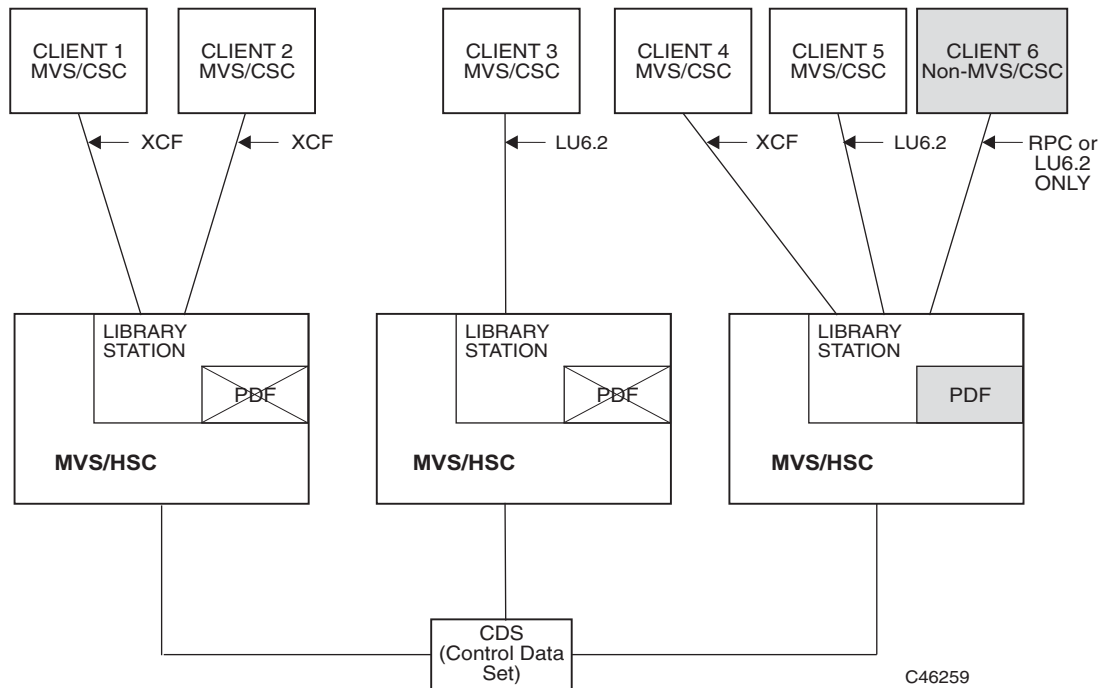 CLIENT 1
MVS/CSC
CLIENT 2
MVS/CSC
CLIENT 3
MVS/CSC
CLIENT 4
MVS/CSC
CLIENT 5
MVS/CSC
CLIENT 6
Non-MVS/CSC
XCF
XCF
LU6.2
XCF
LU6.2
RPC or
LU6.2
ONLY
LIBRARY
STATION
PDF
MVS/HSC
LIBRARY
STATION
PDF
MVS/HSC
LIBRARY
STATION
PDF
MVS/HSC
CDS
(Control Data
Set)
C46259